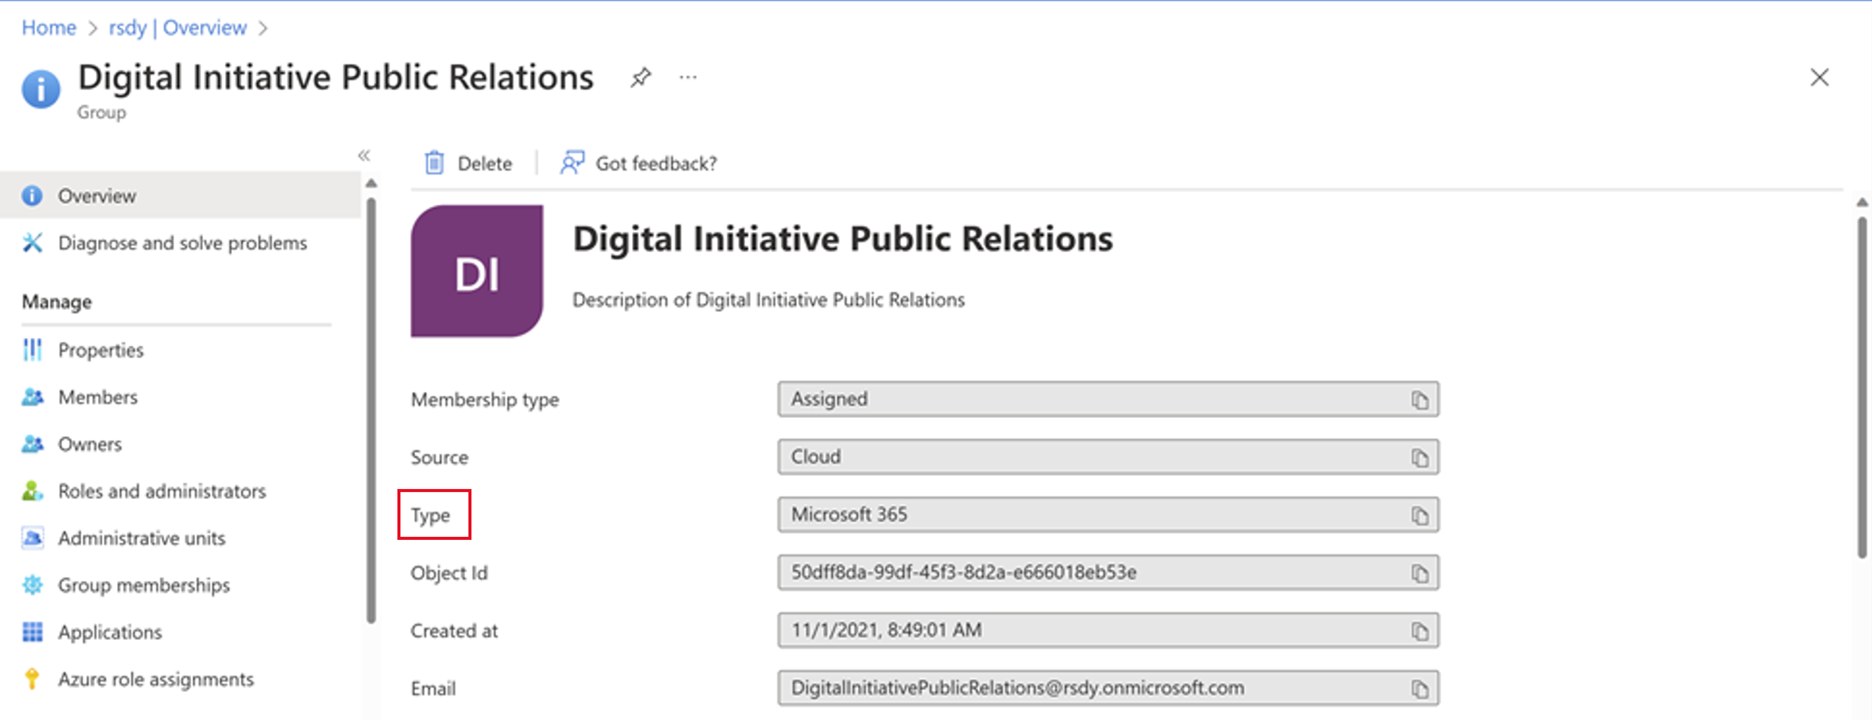 Home > rsdy | Overview >
Digital Initiative Public Relations ...
Group
«
Delete | Got feedback?
Overview
Diagnose and solve problems
Manage
Properties
Members
Owners
Roles and administrators
Administrative units
Group memberships
Applications
Azure role assignments
DI
Digital Initiative Public Relations
Description of Digital Initiative Public Relations
Membership type Assigned
Source Cloud
Type Microsoft 365
Object Id 50dff8da-99df-45f3-8d2a-e666018eb53e
Created at 11/1/2021, 8:49:01 AM
Email DigitalInitiativePublicRelations@rsdy.onmicrosoft.com